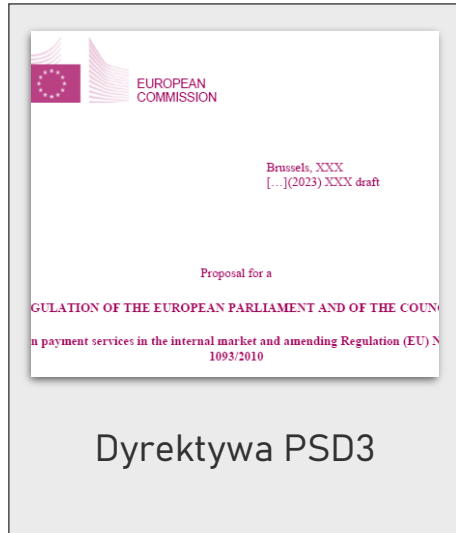 EUROPEAN
COMMISSION
Brussels, XXX
[…](2023) XXX draft
Proposal for a
GULATION OF THE EUROPEAN PARLIAMENT AND OF THE COUN
n payment services in the internal market and amending Regulation (EU) N
1093/2010
Dyrektywa PSD3